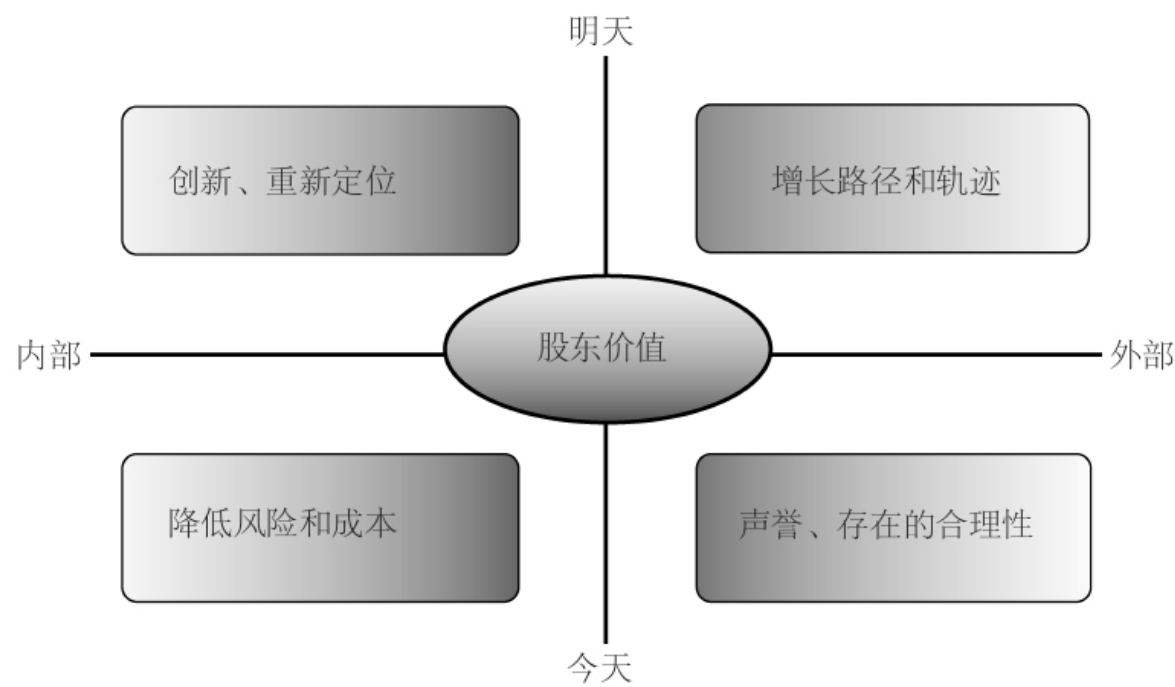 明天
创新、重新定位
增长路径和轨迹
内部
股东价值
外部
降低风险和成本
声誉、存在的合理性
今天